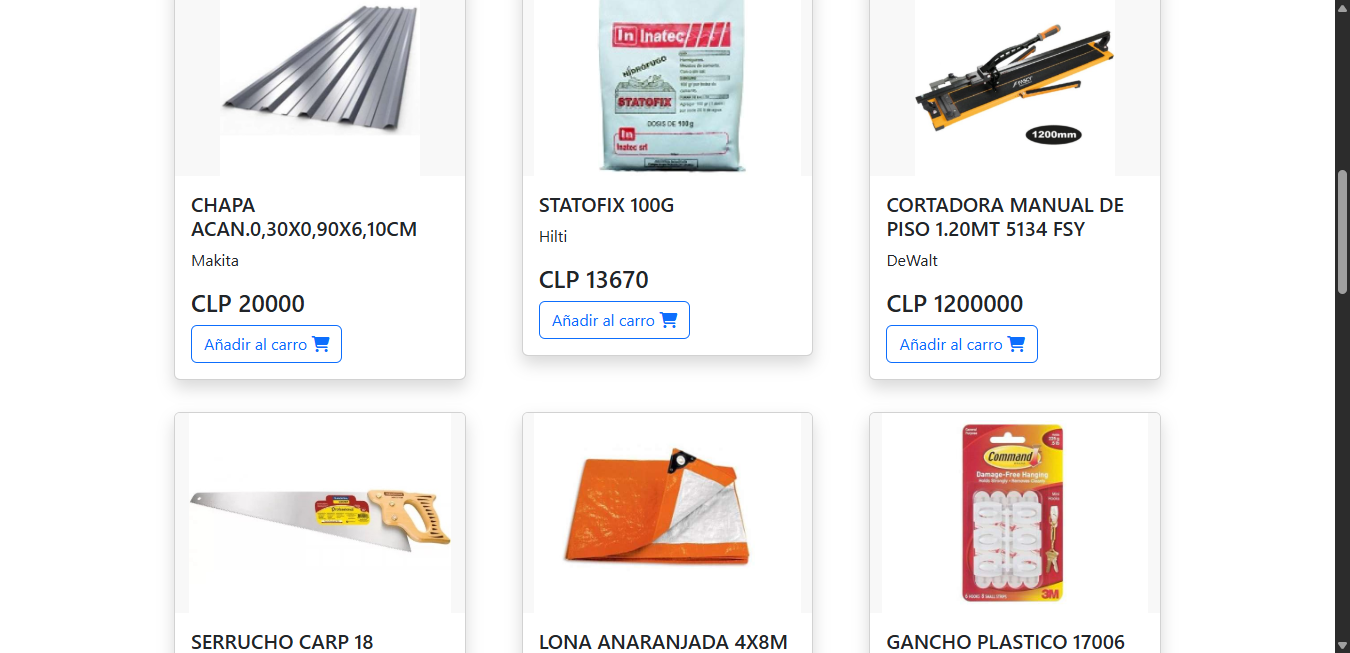 In Inatec
HIDRÓFUGO
STATOFIX
DOSIS DE 100 g
In
Inatec srl
1200mm
CHAPA
ACAN.0,30X0,90X6,10CM
Makita
CLP 20000
Añadir al carro
STATOFIX 100G
Hilti
CLP 13670
Añadir al carro
CORTADORA MANUAL DE
PISO 1.20MT 5134 FSY
DeWalt
CLP 1200000
Añadir al carro
Command
Damage-Free Hanging
3M
SERRUCHO CARP 18
LONA ANARANJADA 4X8M
GANCHO PLASTICO 17006